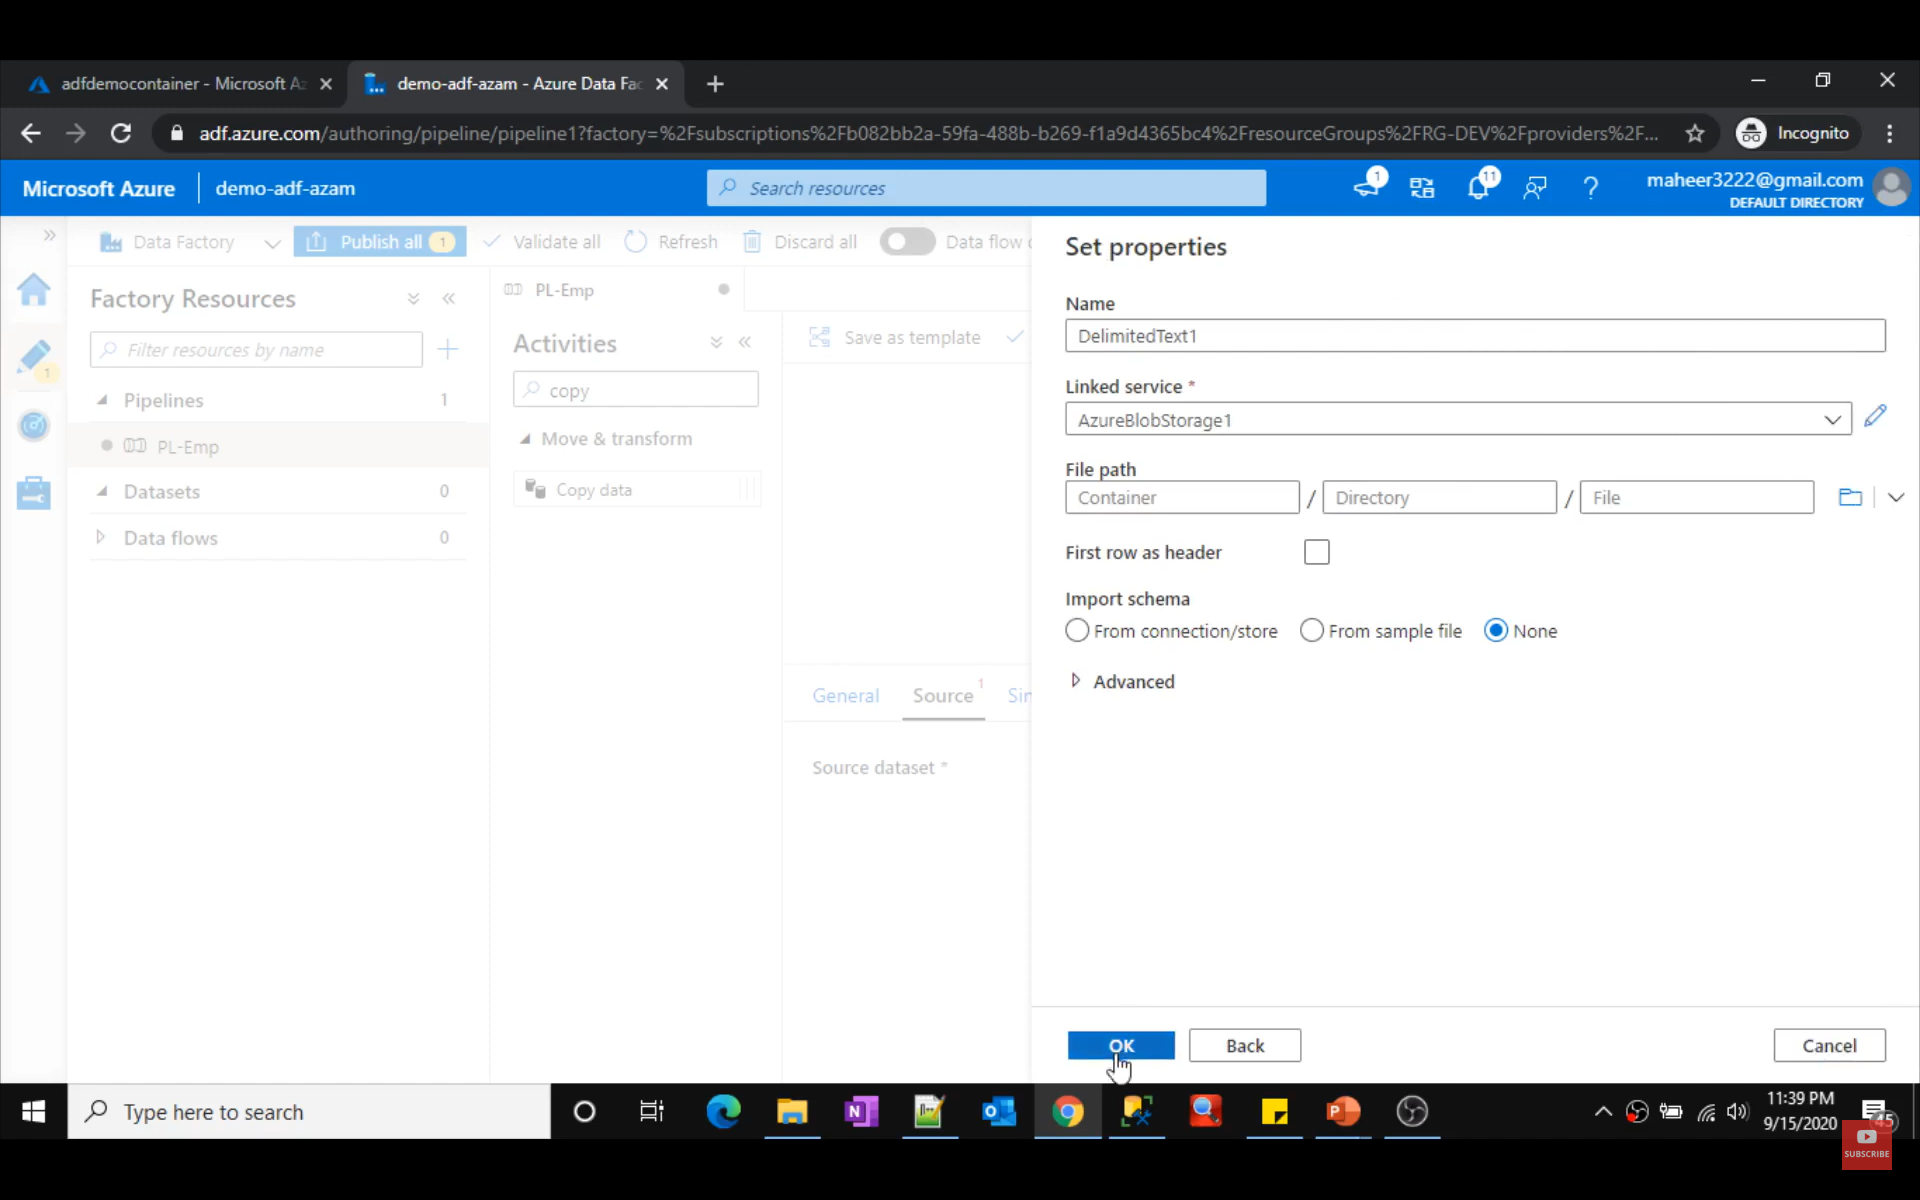 adfdemocontainer - Microsoft Az
demo-adf-azam - Azure Data Fac
adf.azure.com/authoring/pipeline/pipeline1?factory=%2Fsubscriptions%2Fb082bb2a-59fa-488b-b269-f1a9d4365bc4%2FresourceGroups%2FRG-DEV%2Fproviders%2F...
Incognito
Microsoft Azure
demo-adf-azam
Search resources
1
11
?
maheer3222@gmail.com
DEFAULT DIRECTORY
Data Factory
Publish all 1
Validate all
Refresh
Discard all
Data flow
Factory Resources
Filter resources by name
1
Pipelines 1
PL-Emp
Datasets 0
Data flows 0
PL-Emp
Activities
copy
Move & transform
Copy data
Save as template
General
Source 1
Sin
Source dataset *
Set properties
Name
DelimitedText1
Linked service *
AzureBlobStorage1
File path
Container / Directory / File
First row as header
Import schema
From connection/store
From sample file
None
Advanced
OK
Back
Cancel
Type here to search
11:39 PM
9/15/2020
45
SUBSCRIBE